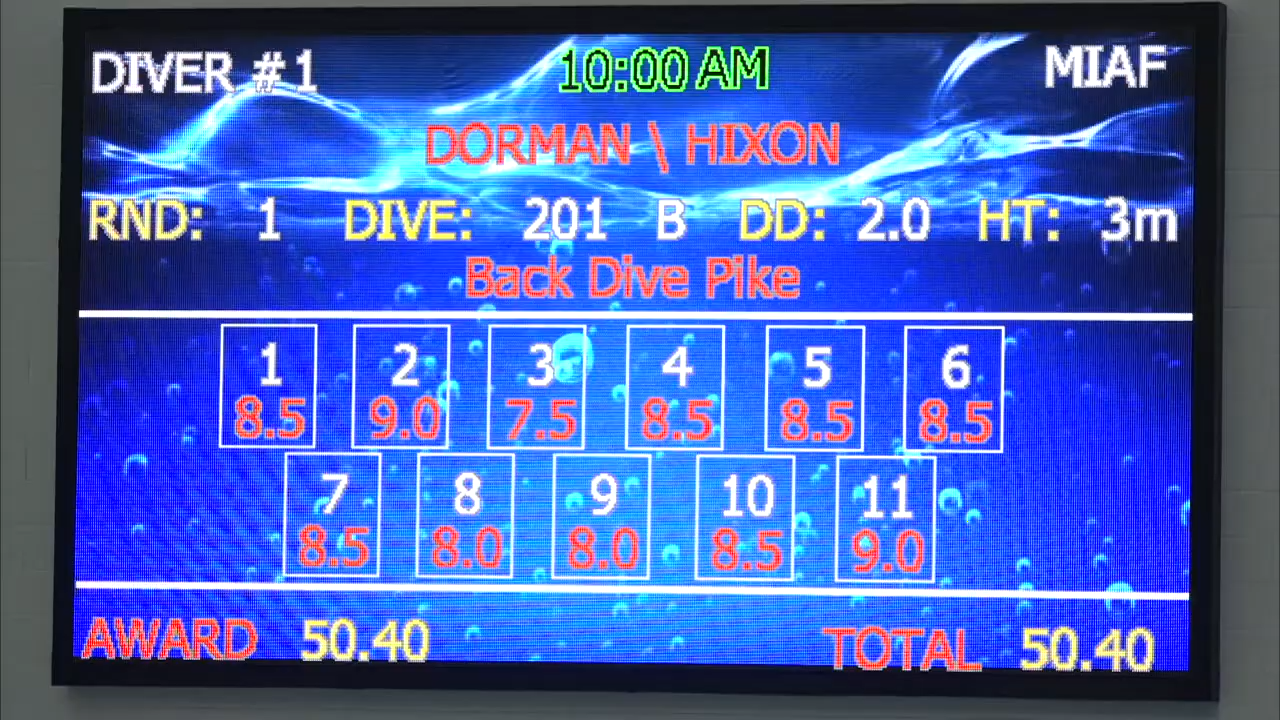 DIVER #1 10:00 AM MIAF
DORMAN \ HIXON
RND: 1 DIVE: 201 B DD: 2.0 HT: 3m
Back Dive Pike
1 2 3 4 5 6
8.5 9.0 7.5 8.5 8.5 8.5
7 8 9 10 11
8.5 8.0 8.0 8.5 9.0
AWARD 50.40 TOTAL 50.40